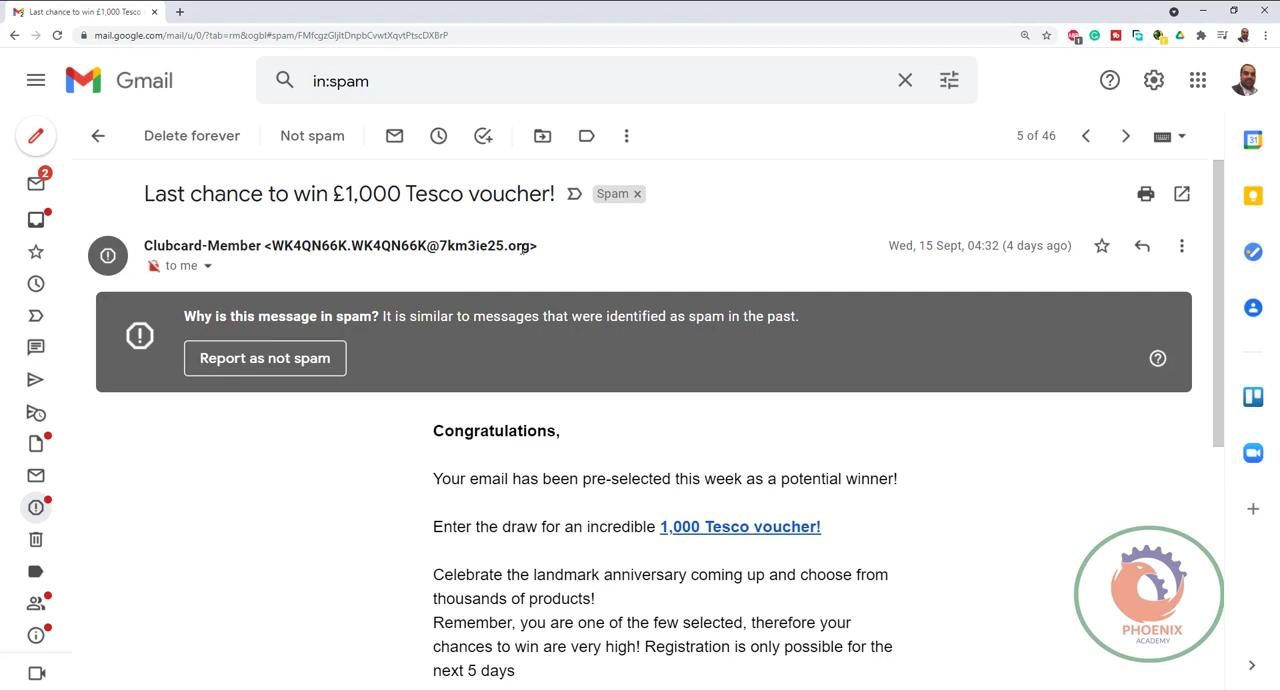 Last chance to win £1,000 Tesco
mail.google.com/mail/u/0/?tab=rm&ogbl#spam/FMfcgzGljitDnpbCvwtXqvtPtscDXBrP
Gmail
in:spam
Delete forever
Not spam
5 of 46
Last chance to win £1,000 Tesco voucher!
Spam
2
Clubcard-Member <WK4QN66K.WK4QN66K@7km3ie25.org>
Wed, 15 Sept, 04:32 (4 days ago)
to me
Why is this message in spam? It is similar to messages that were identified as spam in the past.
Report as not spam
Congratulations,
Your email has been pre-selected this week as a potential winner!
Enter the draw for an incredible 1,000 Tesco voucher!
Celebrate the landmark anniversary coming up and choose from
thousands of products!
Remember, you are one of the few selected, therefore your
chances to win are very high! Registration is only possible for the
next 5 days
PHOENIX
ACADEMY